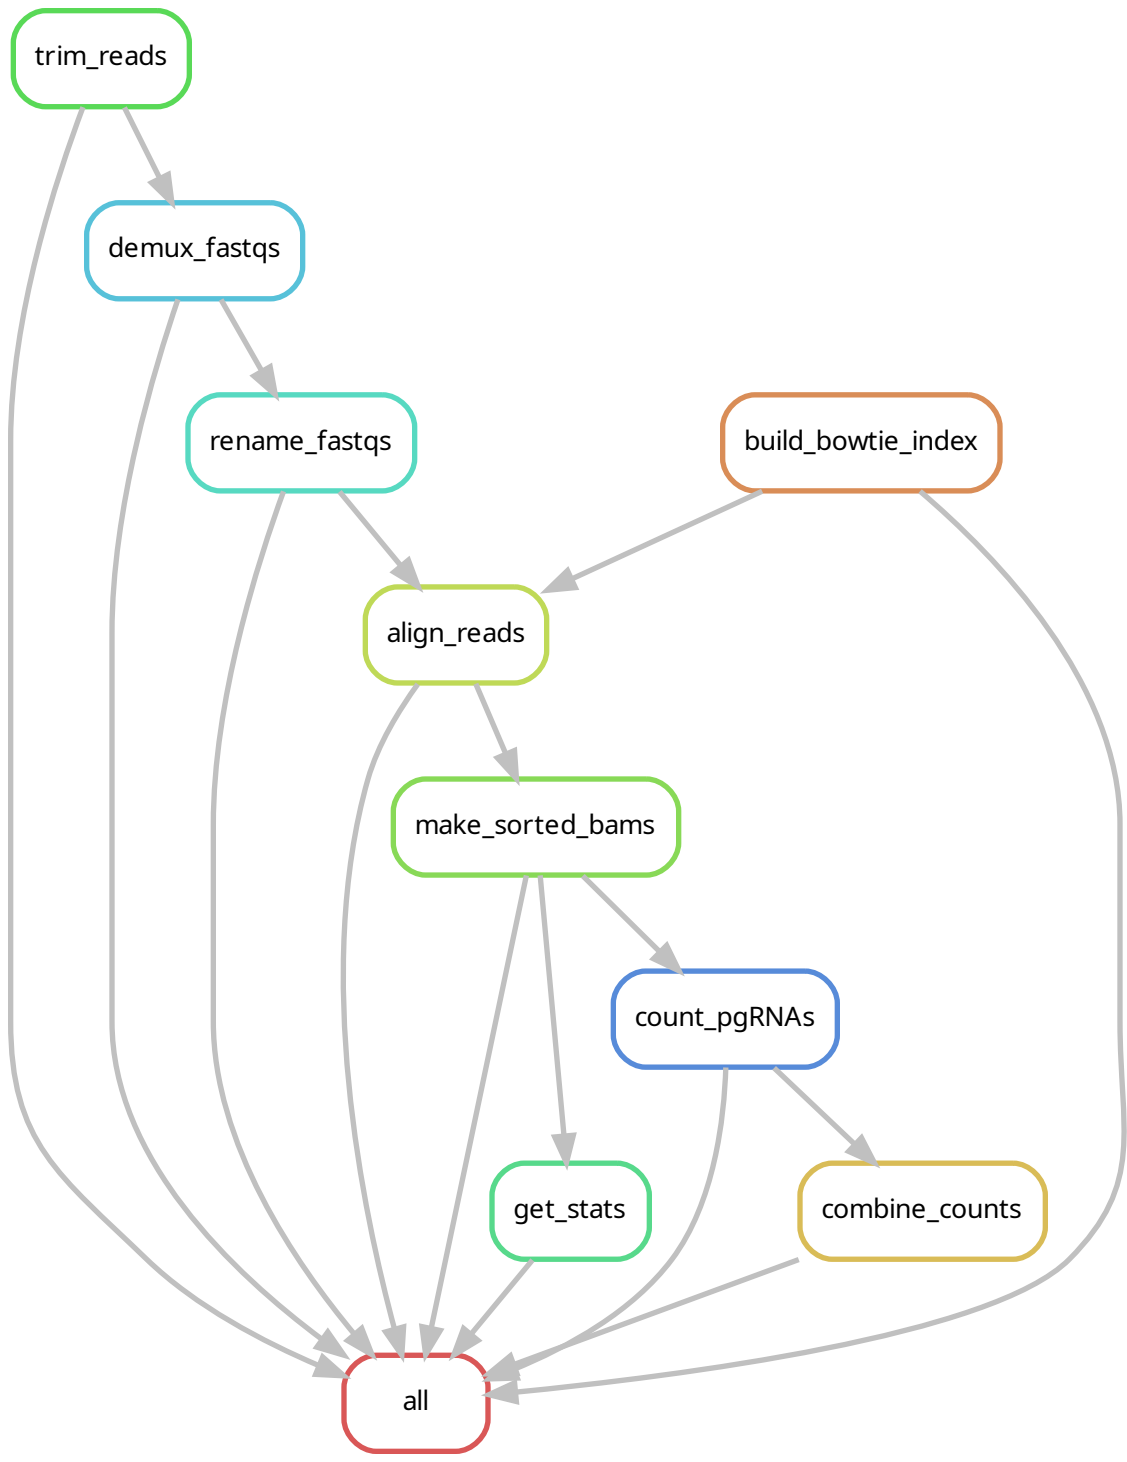 trim_reads
demux_fastqs
rename_fastqs
build_bowtie_index
align_reads
make_sorted_bams
count_pgRNAs
get_stats
combine_counts
all